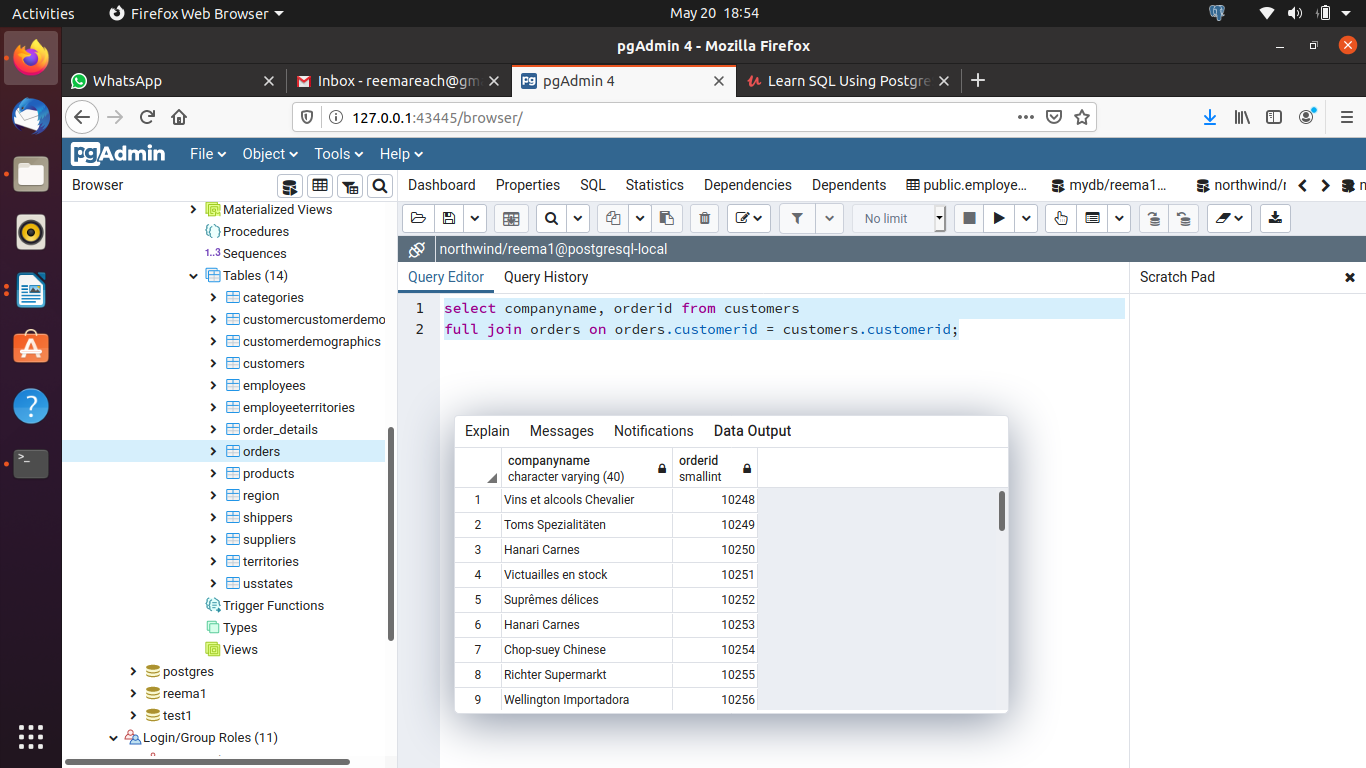 Activities Firefox Web Browser May 20 18:54
pgAdmin 4 - Mozilla Firefox
WhatsApp Inbox - reemareach@gm pgAdmin 4 Learn SQL Using Postgre
127.0.0.1:43445/browser/
pgAdmin File Object Tools Help
Browser Dashboard Properties SQL Statistics Dependencies Dependents public.employe... mydb/reema1... northwind/r
Materialized Views
Procedures
1..3 Sequences
Tables (14)
categories
customercustomerdemo
customerdemographics
customers
employees
employeeterritories
order_details
orders
products
region
shippers
suppliers
territories
usstates
Trigger Functions
Types
Views
postgres
reema1
test1
Login/Group Roles (11)
No limit
northwind/reema1@postgresql-local
Query Editor Query History Scratch Pad
1 select companyname, orderid from customers
2 full join orders on orders.customerid = customers.customerid;
Explain Messages Notifications Data Output
companyname orderid
character varying (40) smallint
1 Vins et alcools Chevalier 10248
2 Toms Spezialitäten 10249
3 Hanari Carnes 10250
4 Victuailles en stock 10251
5 Suprêmes délices 10252
6 Hanari Carnes 10253
7 Chop-suey Chinese 10254
8 Richter Supermarkt 10255
9 Wellington Importadora 10256